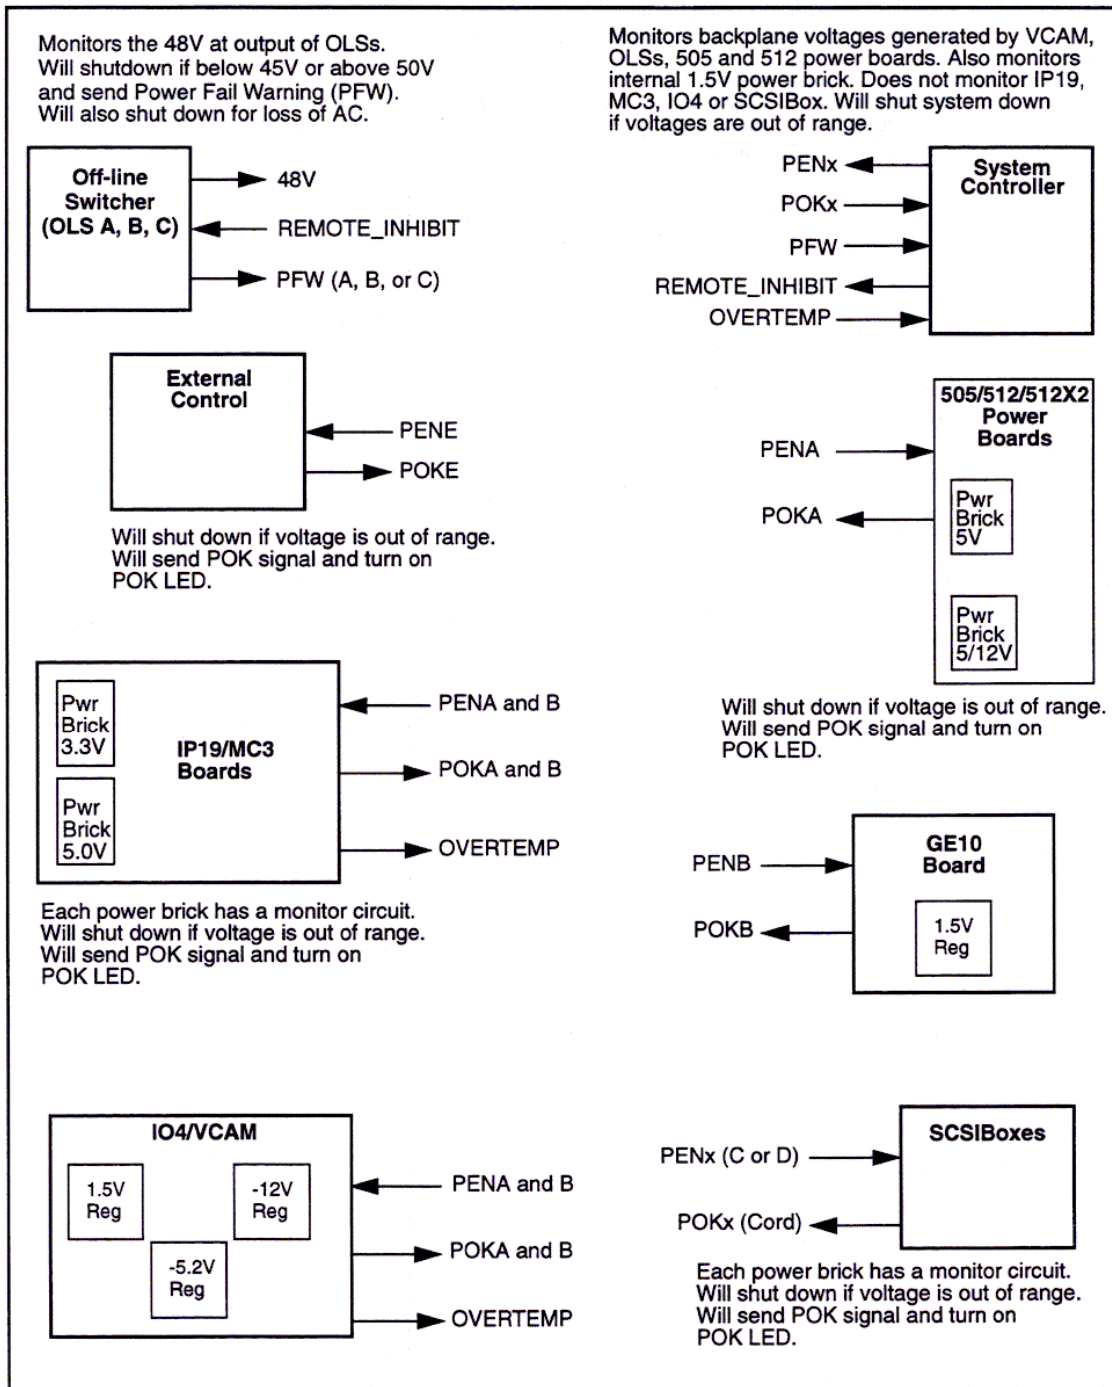 Monitors the 48V at output of OLSs.
Will shutdown if below 45V or above 50V
and send Power Fail Warning (PFW).
Will also shut down for loss of AC.
Off-line
Switcher
(OLS A, B, C)
48V
REMOTE_INHIBIT
PFW (A, B, or C)
Monitors backplane voltages generated by VCAM,
OLSs, 505 and 512 power boards. Also monitors
internal 1.5V power brick. Does not monitor IP19,
MC3, IO4 or SCSIBox. Will shut system down
if voltages are out of range.
PENx
POKx
PFW
REMOTE_INHIBIT
OVERTEMP
System
Controller
External
Control
PENE
POKE
Will shut down if voltage is out of range.
Will send POK signal and turn on
POK LED.
505/512/512X2
Power
Boards
PENA
POKA
Pwr
Brick
5V
Pwr
Brick
5/12V
Will shut down if voltage is out of range.
Will send POK signal and turn on
POK LED.
Pwr
Brick
3.3V
Pwr
Brick
5.0V
IP19/MC3
Boards
PENA and B
POKA and B
OVERTEMP
Each power brick has a monitor circuit.
Will shut down if voltage is out of range.
Will send POK signal and turn on
POK LED.
PENB
POKB
GE10
Board
1.5V
Reg
IO4/VCAM
1.5V
Reg
-12V
Reg
-5.2V
Reg
PENA and B
POKA and B
OVERTEMP
SCSIBoxes
PENx (C or D)
POKx (Cord)
Each power brick has a monitor circuit.
Will shut down if voltage is out of range.
Will send POK signal and turn on
POK LED.